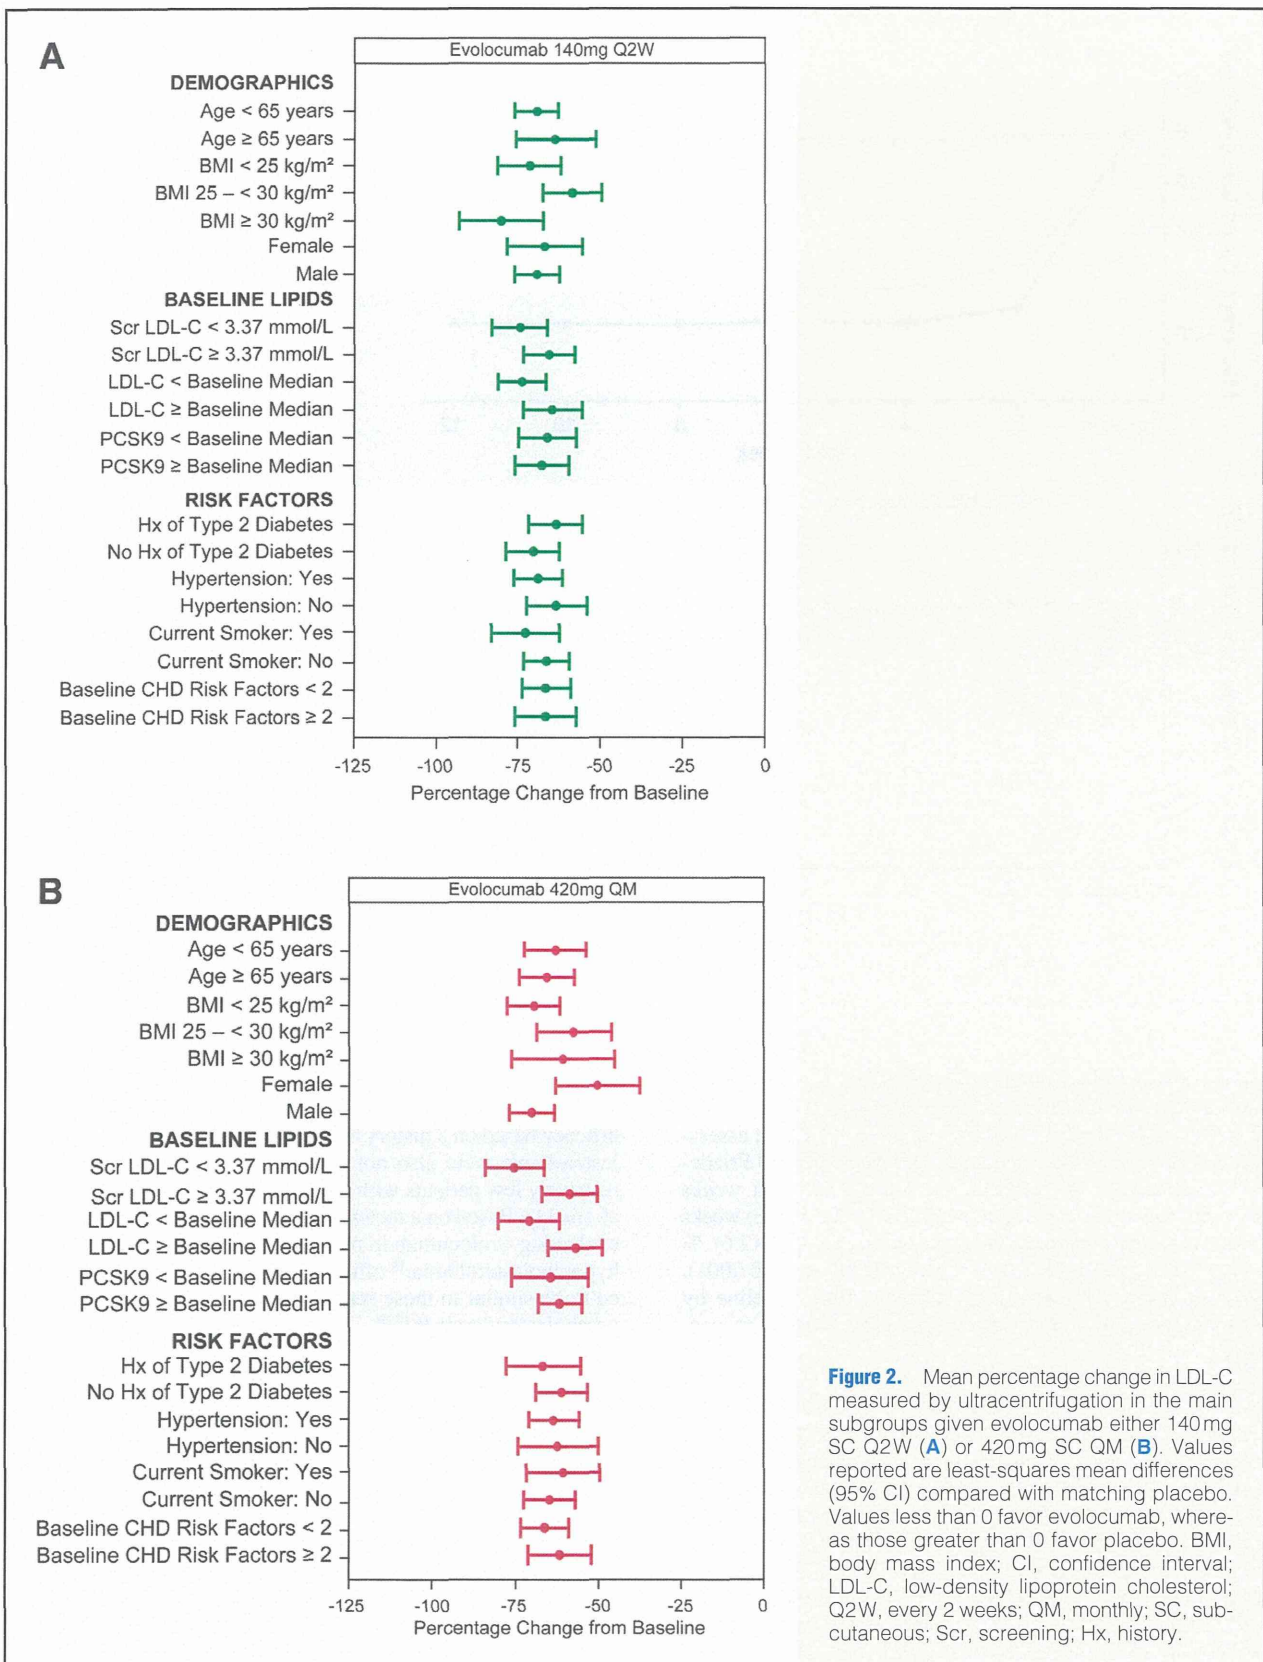 A
Evolocumab 140mg Q2W
DEMOGRAPHICS
Age < 65 years
Age ≥ 65 years
BMI < 25 kg/m²
BMI 25 – < 30 kg/m²
BMI ≥ 30 kg/m²
Female
Male
BASELINE LIPIDS
Scr LDL-C < 3.37 mmol/L
Scr LDL-C ≥ 3.37 mmol/L
LDL-C < Baseline Median
LDL-C ≥ Baseline Median
PCSK9 < Baseline Median
PCSK9 ≥ Baseline Median
RISK FACTORS
Hx of Type 2 Diabetes
No Hx of Type 2 Diabetes
Hypertension: Yes
Hypertension: No
Current Smoker: Yes
Current Smoker: No
Baseline CHD Risk Factors < 2
Baseline CHD Risk Factors ≥ 2
-125 -100 -75 -50 -25 0
Percentage Change from Baseline
B
Evolocumab 420mg QM
DEMOGRAPHICS
Age < 65 years
Age ≥ 65 years
BMI < 25 kg/m²
BMI 25 – < 30 kg/m²
BMI ≥ 30 kg/m²
Female
Male
BASELINE LIPIDS
Scr LDL-C < 3.37 mmol/L
Scr LDL-C ≥ 3.37 mmol/L
LDL-C < Baseline Median
LDL-C ≥ Baseline Median
PCSK9 < Baseline Median
PCSK9 ≥ Baseline Median
RISK FACTORS
Hx of Type 2 Diabetes
No Hx of Type 2 Diabetes
Hypertension: Yes
Hypertension: No
Current Smoker: Yes
Current Smoker: No
Baseline CHD Risk Factors < 2
Baseline CHD Risk Factors ≥ 2
-125 -100 -75 -50 -25 0
Percentage Change from Baseline
Figure 2. Mean percentage change in LDL-C
measured by ultracentrifugation in the main
subgroups given evolocumab either 140 mg
SC Q2W (A) or 420 mg SC QM (B). Values
reported are least-squares mean differences
(95% CI) compared with matching placebo.
Values less than 0 favor evolocumab, where-
as those greater than 0 favor placebo. BMI,
body mass index; CI, confidence interval;
LDL-C, low-density lipoprotein cholesterol;
Q2W, every 2 weeks; QM, monthly; SC, sub-
cutaneous; Scr, screening; Hx, history.